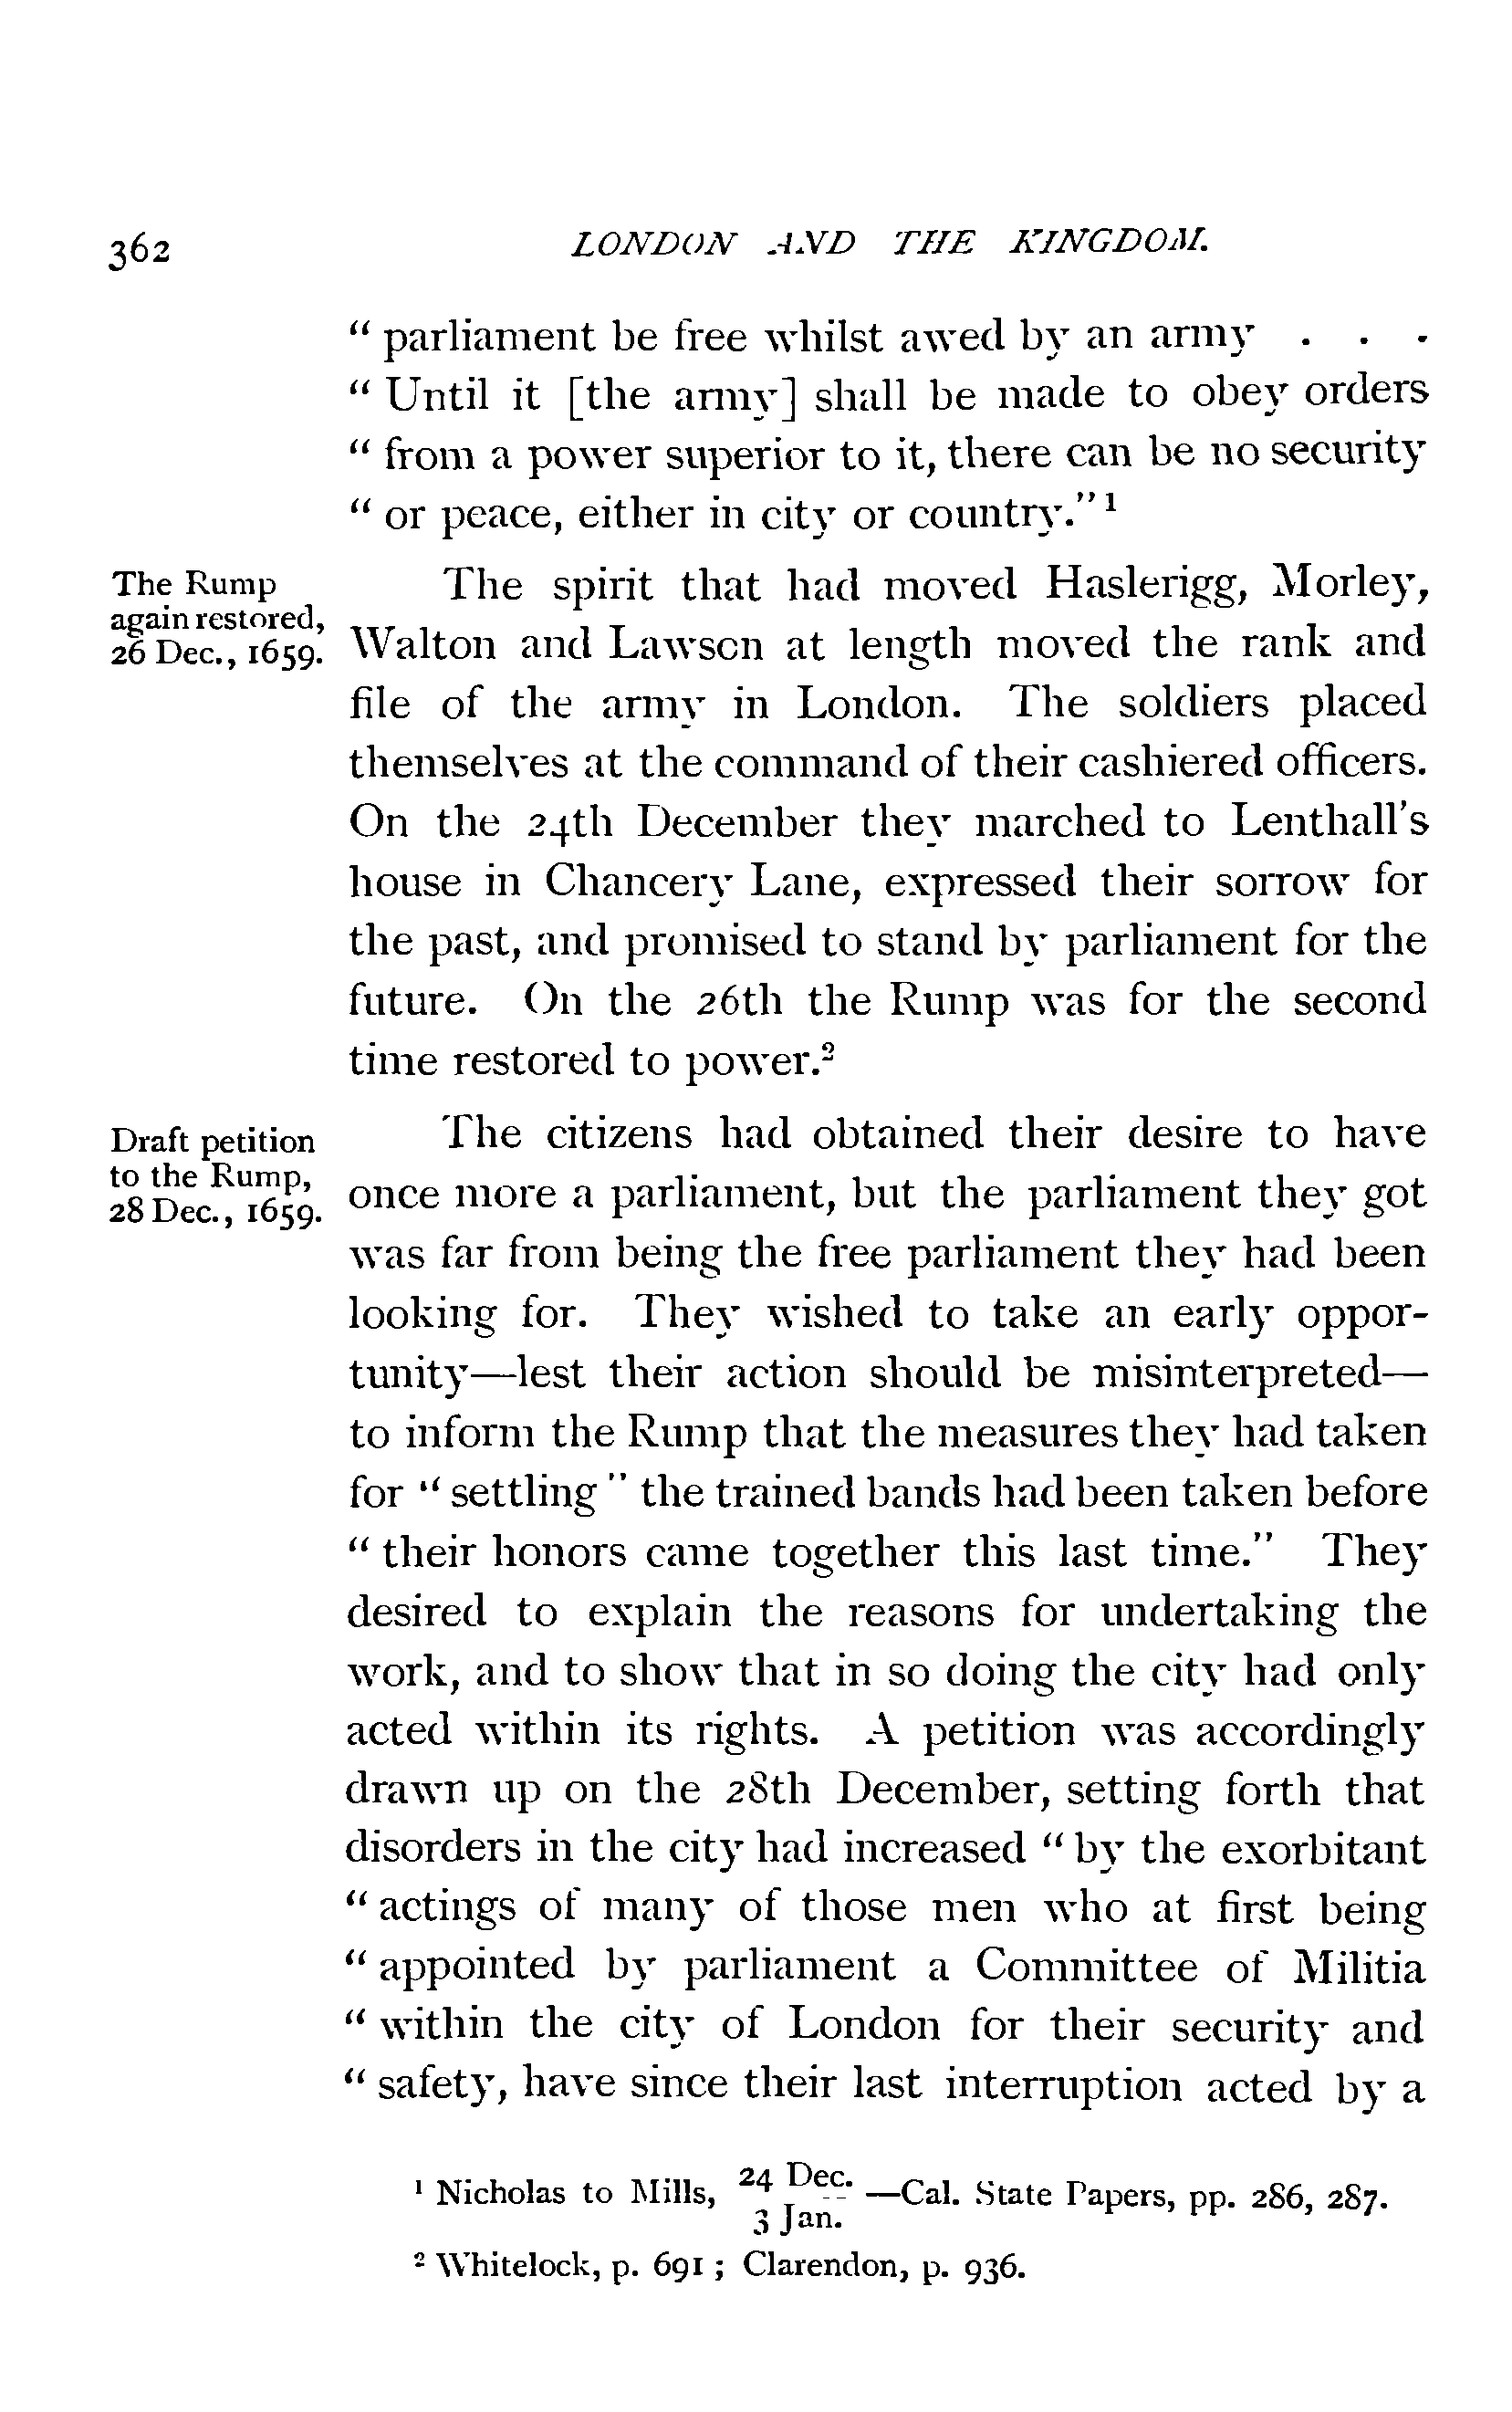 362 LONDON AND THE KINGDOM.
" parliament be free whilst awed by an army . . .
" Until it [the army] shall be made to obey orders
" from a power superior to it, there can be no security
" or peace, either in city or country." ¹
The Rump
again restored,
26 Dec., 1659.
The spirit that had moved Haslerigg, Morley,
Walton and Lawson at length moved the rank and
file of the army in London. The soldiers placed
themselves at the command of their cashiered officers.
On the 24th December they marched to Lenthall's
house in Chancery Lane, expressed their sorrow for
the past, and promised to stand by parliament for the
future. On the 26th the Rump was for the second
time restored to power.²
Draft petition
to the Rump,
28 Dec., 1659.
The citizens had obtained their desire to have
once more a parliament, but the parliament they got
was far from being the free parliament they had been
looking for. They wished to take an early oppor-
tunity—lest their action should be misinterpreted—
to inform the Rump that the measures they had taken
for " settling " the trained bands had been taken before
" their honors came together this last time." They
desired to explain the reasons for undertaking the
work, and to show that in so doing the city had only
acted within its rights. A petition was accordingly
drawn up on the 28th December, setting forth that
disorders in the city had increased " by the exorbitant
" actings of many of those men who at first being
" appointed by parliament a Committee of Militia
" within the city of London for their security and
" safety, have since their last interruption acted by a
¹ Nicholas to Mills, 24 Dec. / 3 Jan. —Cal. State Papers, pp. 286, 287.
² Whitelock, p. 691 ; Clarendon, p. 936.